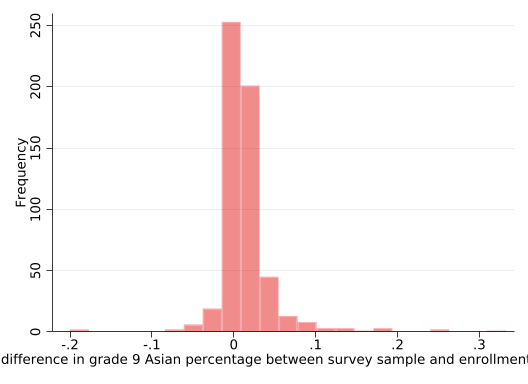 250
200
150
100
50
0
Frequency
-.2 -.1 0 .1 .2 .3
difference in grade 9 Asian percentage between survey sample and enrollment